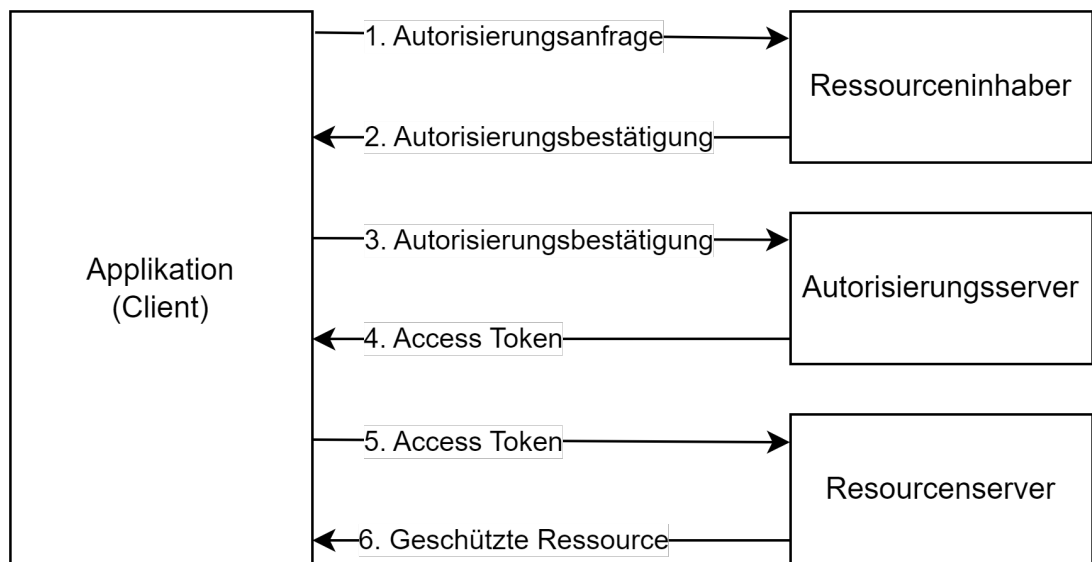 1. Autorisierungsanfrage
Ressourceninhaber
2. Autorisierungsbestätigung
3. Autorisierungsbestätigung
Applikation
(Client)
Autorisierungsserver
4. Access Token
5. Access Token
Resourcenserver
6. Geschützte Ressource